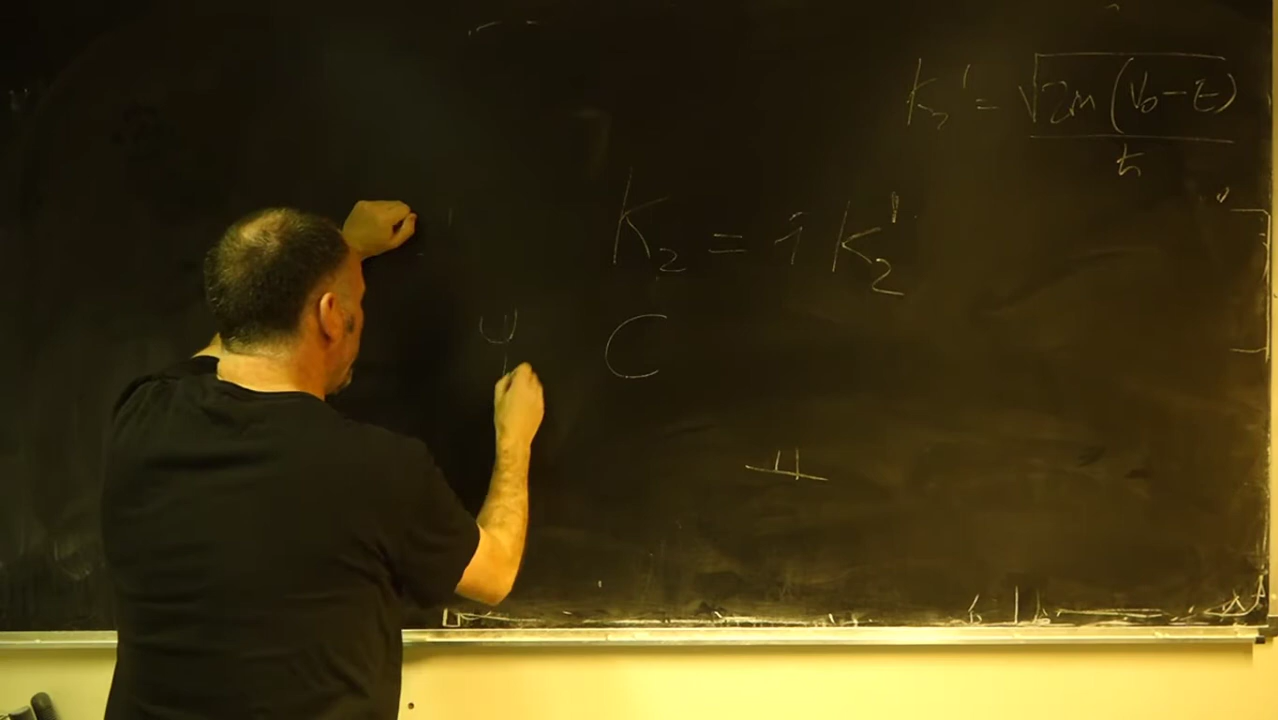 k₂' = √2m(V₀-E) / ħ
K₂ = i K₂'
ψ C